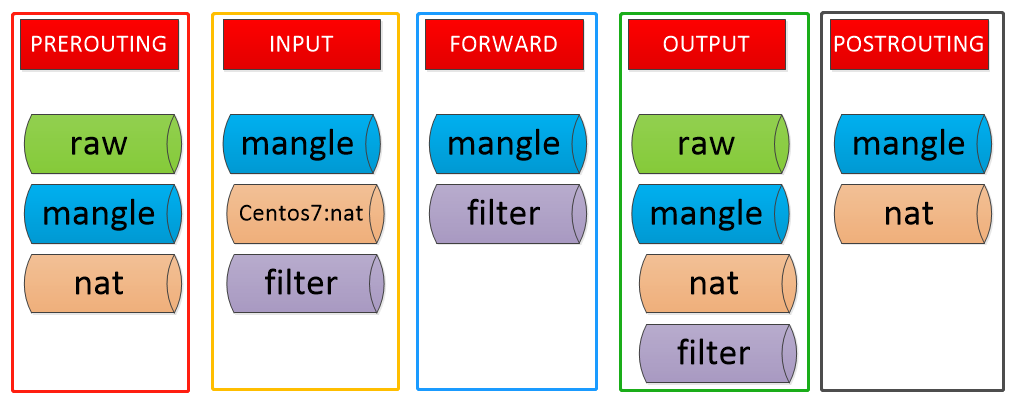 PREROUTING
raw
mangle
nat
INPUT
mangle
Centos7:nat
filter
FORWARD
mangle
filter
OUTPUT
raw
mangle
nat
filter
POSTROUTING
mangle
nat